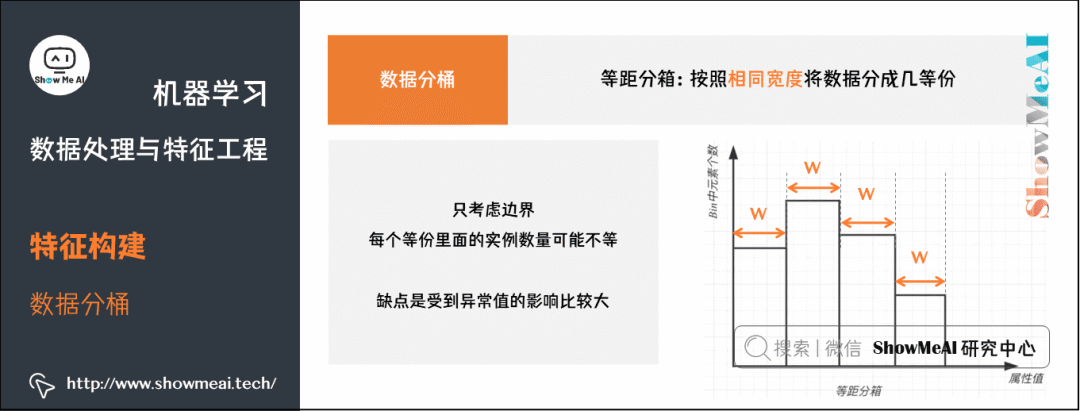 Show Me AI
机器学习
数据处理与特征工程
特征构建
数据分桶
http://www.showmeai.tech/
数据分桶
等距分箱: 按照相同宽度将数据分成几等份
只考虑边界
每个等份里面的实例数量可能不等
缺点是受到异常值的影响比较大
Bin中元素个数
W
W
W
W
属性值
等距分箱
搜索 | 微信 ShowMeAI 研究中心
ShowMeAI